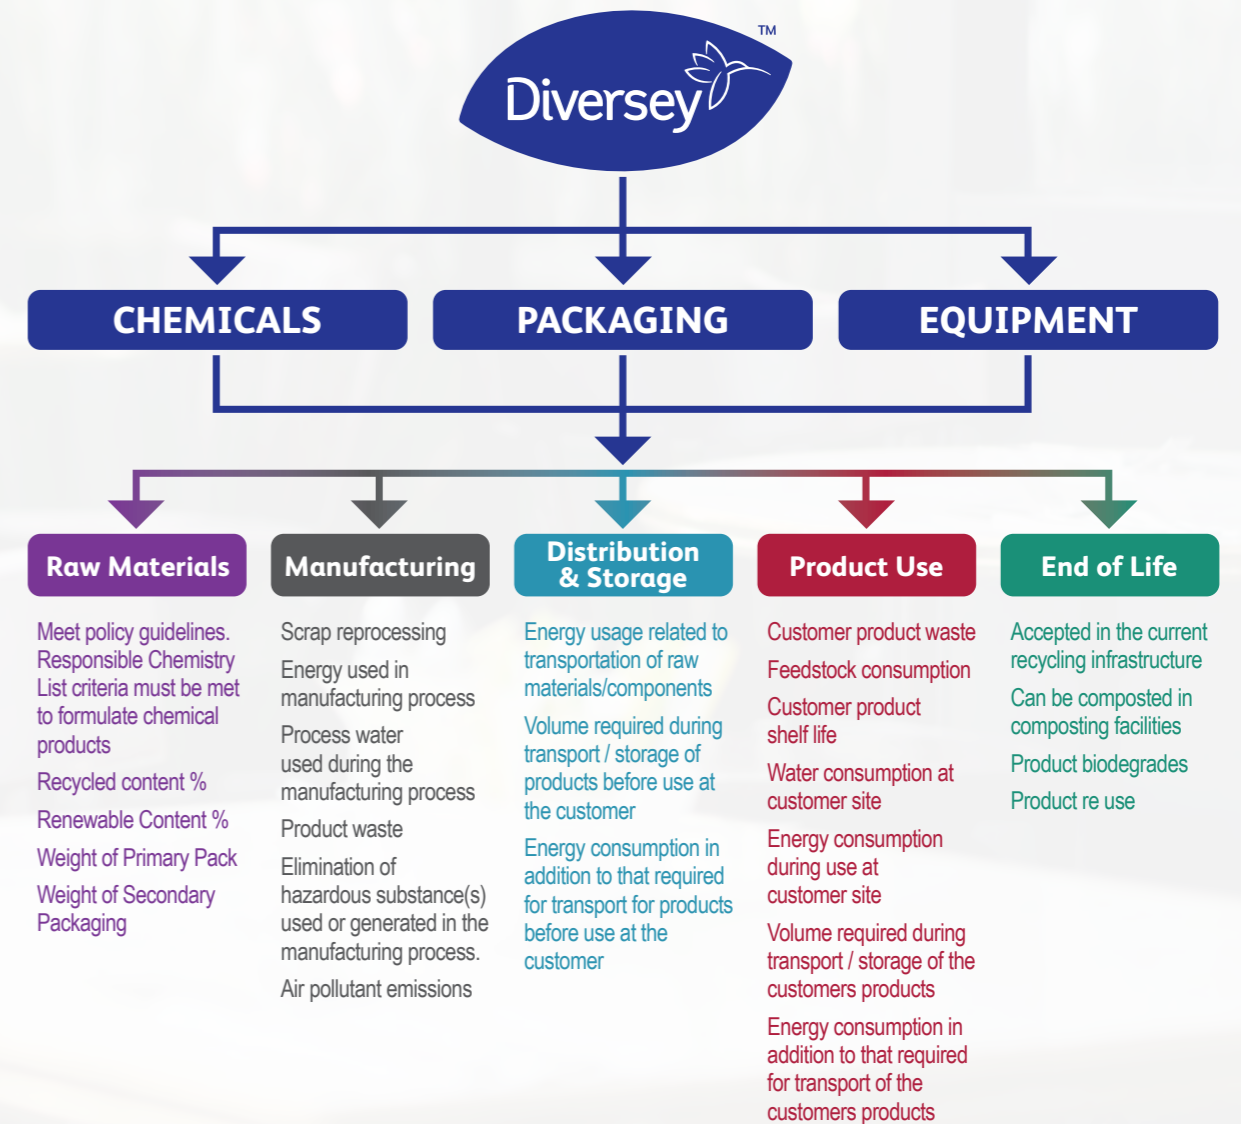 Diversey
TM
CHEMICALS
PACKAGING
EQUIPMENT
Raw Materials
Meet policy guidelines.
Responsible Chemistry
List criteria must be met
to formulate chemical
products
Recycled content %
Renewable Content %
Weight of Primary Pack
Weight of Secondary
Packaging
Manufacturing
Scrap reprocessing
Energy used in
manufacturing process
Process water
used during the
manufacturing process
Product waste
Elimination of
hazardous substance(s)
used or generated in the
manufacturing process.
Air pollutant emissions
Distribution
& Storage
Energy usage related to
transportation of raw
materials/components
Volume required during
transport / storage of
products before use at
the customer
Energy consumption in
addition to that required
for transport for products
before use at the
customer
Product Use
Customer product waste
Feedstock consumption
Customer product
shelf life
Water consumption at
customer site
Energy consumption
during use at
customer site
Volume required during
transport / storage of the
customers products
Energy consumption in
addition to that required
for transport of the
customers products
End of Life
Accepted in the current
recycling infrastructure
Can be composted in
composting facilities
Product biodegrades
Product re use